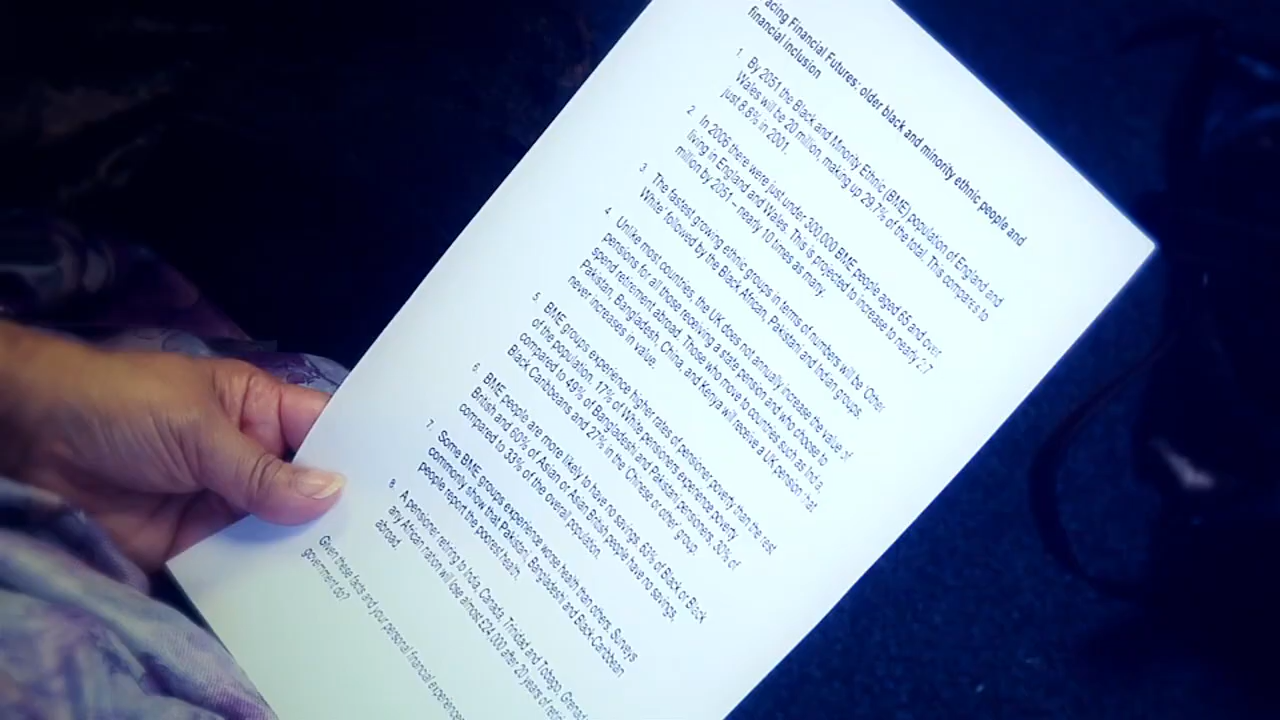 acing Financial Futures: older black and minority ethnic people and
financial inclusion
1. By 2051 the Black and Minority Ethnic (BME) population of England and
Wales will be 20 million, making up 29.7% of the total. This compares to
just 8.6% in 2001.
2. In 2006 there were just under 300,000 BME people aged 65 and over
living in England and Wales. This is projected to increase to nearly 2.7
million by 2051 – nearly 10 times as many.
3. The fastest growing ethnic groups in terms of numbers will be 'Other
White' followed by the Black African, Pakistani and Indian groups.
4. Unlike most countries, the UK does not annually increase the value of
pensions for all those receiving a state pension and who choose to
spend retirement abroad. Those who move to countries such as India,
Pakistan, Bangladesh, China, and Kenya will receive a UK pension that
never increases in value.
5. BME groups experience higher rates of pensioner poverty than the rest
of the population. 17% of White pensioners experience poverty
compared to 49% of Bangladeshi and Pakistani pensioners, 30% of
Black Caribbeans and 27% in the Chinese or other group.
6. BME people are more likely to have no savings: 60% of Black or Black
British and 60% of Asian or Asian British people have no savings,
compared to 33% of the overall population.
7. Some BME groups experience worse health than others. Surveys
commonly show that Pakistani, Bangladeshi and Black-Caribbean
people report the poorest health.
8. A pensioner retiring to India, Canada, Trinidad and Tobago, Grenad
any African nation will lose almost £24,000 after 20 years of
abroad.
Given these facts and your personal financial experience
government do?